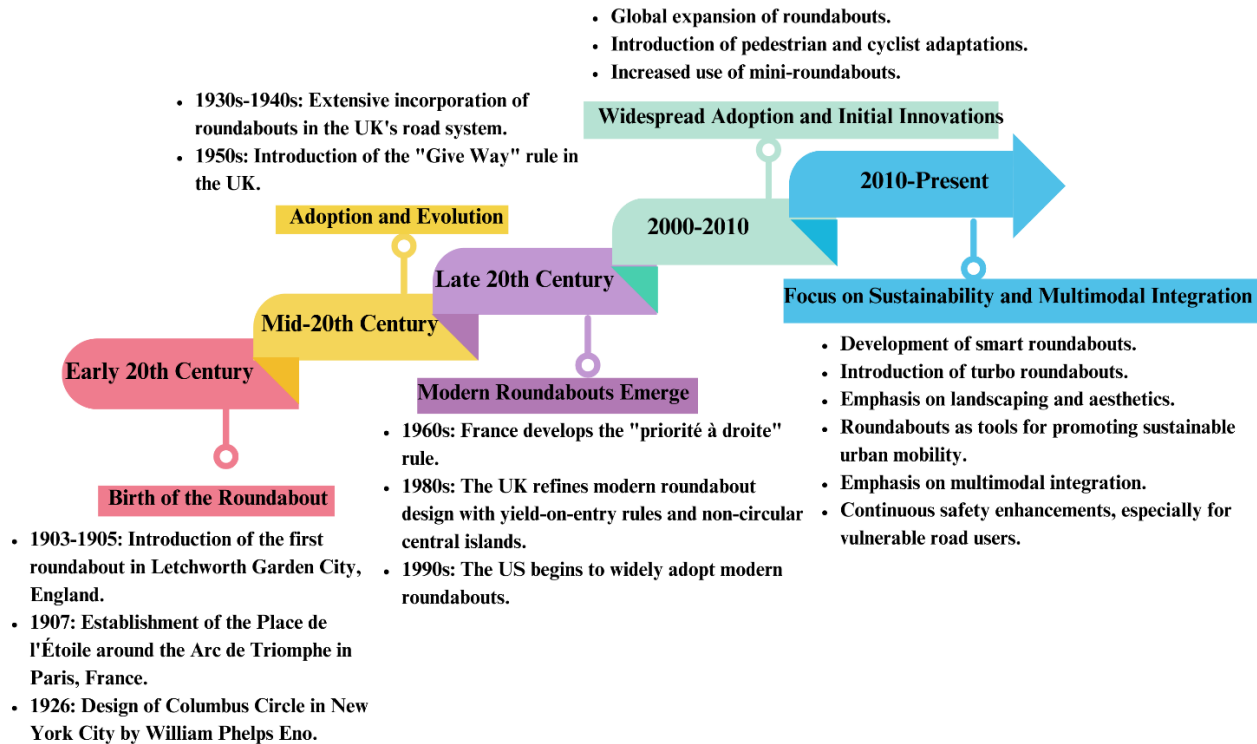 Early 20th Century
Birth of the Roundabout
• 1903-1905: Introduction of the first
roundabout in Letchworth Garden City,
England.
• 1907: Establishment of the Place de
l'Étoile around the Arc de Triomphe in
Paris, France.
• 1926: Design of Columbus Circle in New
York City by William Phelps Eno.
Mid-20th Century
Adoption and Evolution
• 1930s-1940s: Extensive incorporation of
roundabouts in the UK's road system.
• 1950s: Introduction of the "Give Way" rule in
the UK.
Late 20th Century
Modern Roundabouts Emerge
• 1960s: France develops the "priorité à droite"
rule.
• 1980s: The UK refines modern roundabout
design with yield-on-entry rules and non-circular
central islands.
• 1990s: The US begins to widely adopt modern
roundabouts.
2000-2010
Widespread Adoption and Initial Innovations
• Global expansion of roundabouts.
• Introduction of pedestrian and cyclist adaptations.
• Increased use of mini-roundabouts.
2010-Present
Focus on Sustainability and Multimodal Integration
• Development of smart roundabouts.
• Introduction of turbo roundabouts.
• Emphasis on landscaping and aesthetics.
• Roundabouts as tools for promoting sustainable
urban mobility.
• Emphasis on multimodal integration.
• Continuous safety enhancements, especially for
vulnerable road users.